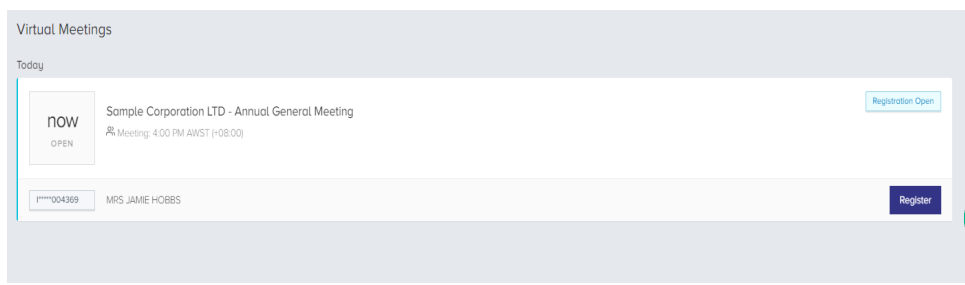 Virtual Meetings
Today
now
OPEN
Sample Corporation LTD - Annual General Meeting
Meeting: 4:00 PM AWST (+08:00)
Registration Open
I*****004369
MRS JAMIE HOBBS
Register